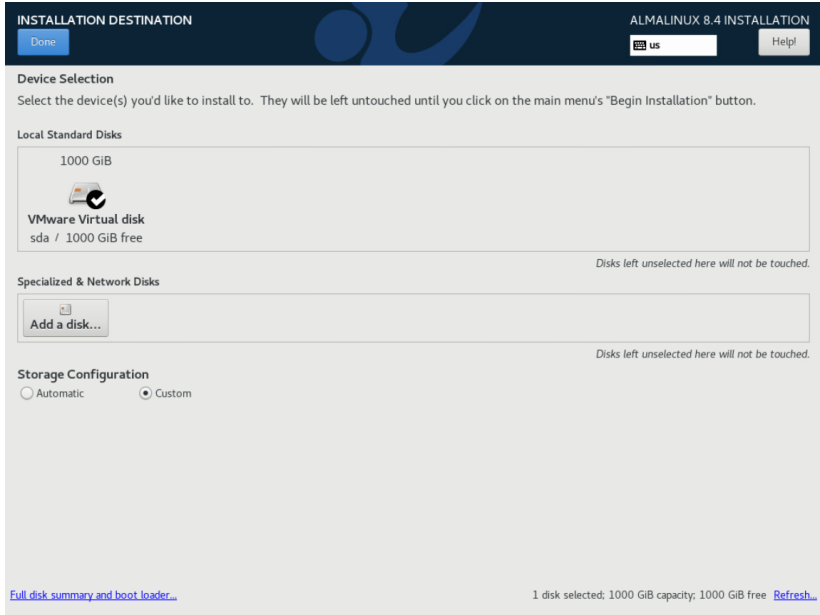 INSTALLATION DESTINATION
ALMALINUX 8.4 INSTALLATION
Done
us
Help!
Device Selection
Select the device(s) you'd like to install to. They will be left untouched until you click on the main menu's "Begin Installation" button.
Local Standard Disks
1000 GiB
VMware Virtual disk
sda / 1000 GiB free
Disks left unselected here will not be touched.
Specialized & Network Disks
Add a disk...
Disks left unselected here will not be touched.
Storage Configuration
Automatic
Custom
Full disk summary and boot loader...
1 disk selected; 1000 GiB capacity; 1000 GiB free Refresh...